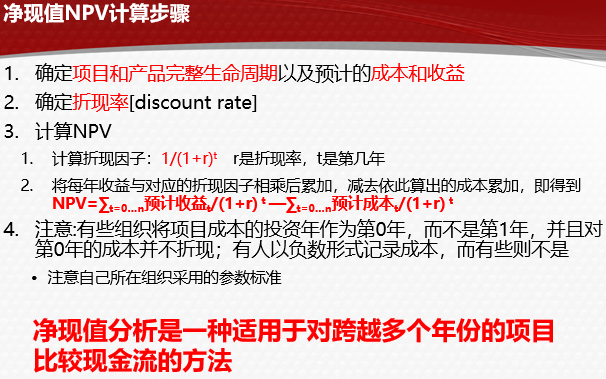 净现值NPV计算步骤
1. 确定项目和产品完整生命周期以及预计的成本和收益
2. 确定折现率[discount rate]
3. 计算NPV
1. 计算折现因子：1/(1+r)ᵗ r是折现率，t是第几年
2. 将每年收益与对应的折现因子相乘后累加，减去依此算出的成本累加，即得到
NPV=∑ₜ₌₀…ₙ预计收益ₜ/(1+r) ᵗ —∑ₜ₌₀…ₙ预计成本ₜ/(1+r) ᵗ
4. 注意:有些组织将项目成本的投资年作为第0年，而不是第1年，并且对
第0年的成本并不折现；有人以负数形式记录成本，而有些则不是
• 注意自己所在组织采用的参数标准
净现值分析是一种适用于对跨越多个年份的项目
比较现金流的方法